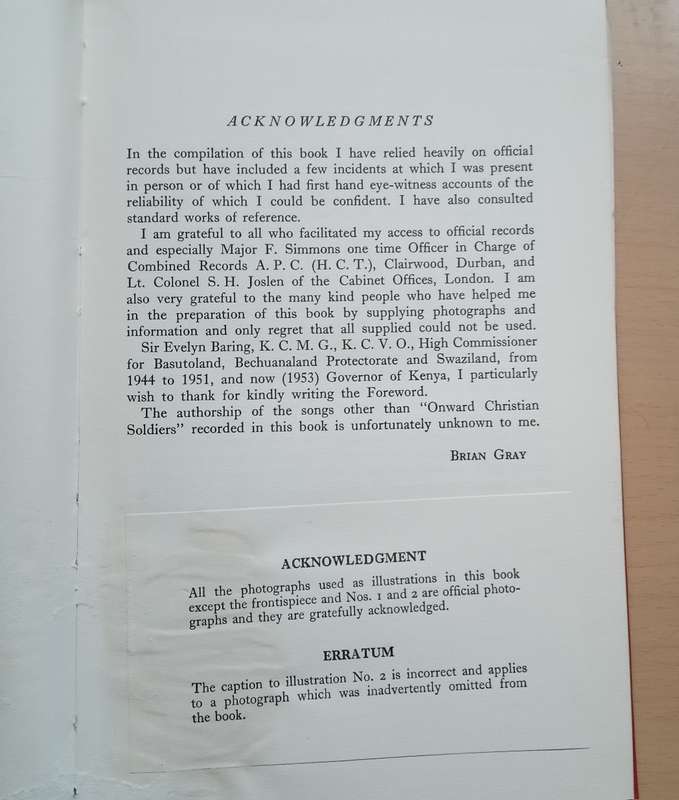 ACKNOWLEDGMENTS
In the compilation of this book I have relied heavily on official
records but have included a few incidents at which I was present
in person or of which I had first hand eye-witness accounts of the
reliability of which I could be confident. I have also consulted
standard works of reference.
I am grateful to all who facilitated my access to official records
and especially Major F. Simmons one time Officer in Charge of
Combined Records A. P. C. (H. C. T.), Clairwood, Durban, and
Lt. Colonel S. H. Joslen of the Cabinet Offices, London. I am
also very grateful to the many kind people who have helped me
in the preparation of this book by supplying photographs and
information and only regret that all supplied could not be used.
Sir Evelyn Baring, K. C. M. G., K. C. V. O., High Commissioner
for Basutoland, Bechuanaland Protectorate and Swaziland, from
1944 to 1951, and now (1953) Governor of Kenya, I particularly
wish to thank for kindly writing the Foreword.
The authorship of the songs other than “Onward Christian
Soldiers” recorded in this book is unfortunately unknown to me.
BRIAN GRAY
ACKNOWLEDGMENT
All the photographs used as illustrations in this book
except the frontispiece and Nos. 1 and 2 are official photo-
graphs and they are gratefully acknowledged.
ERRATUM
The caption to illustration No. 2 is incorrect and applies
to a photograph which was inadvertently omitted from
the book.